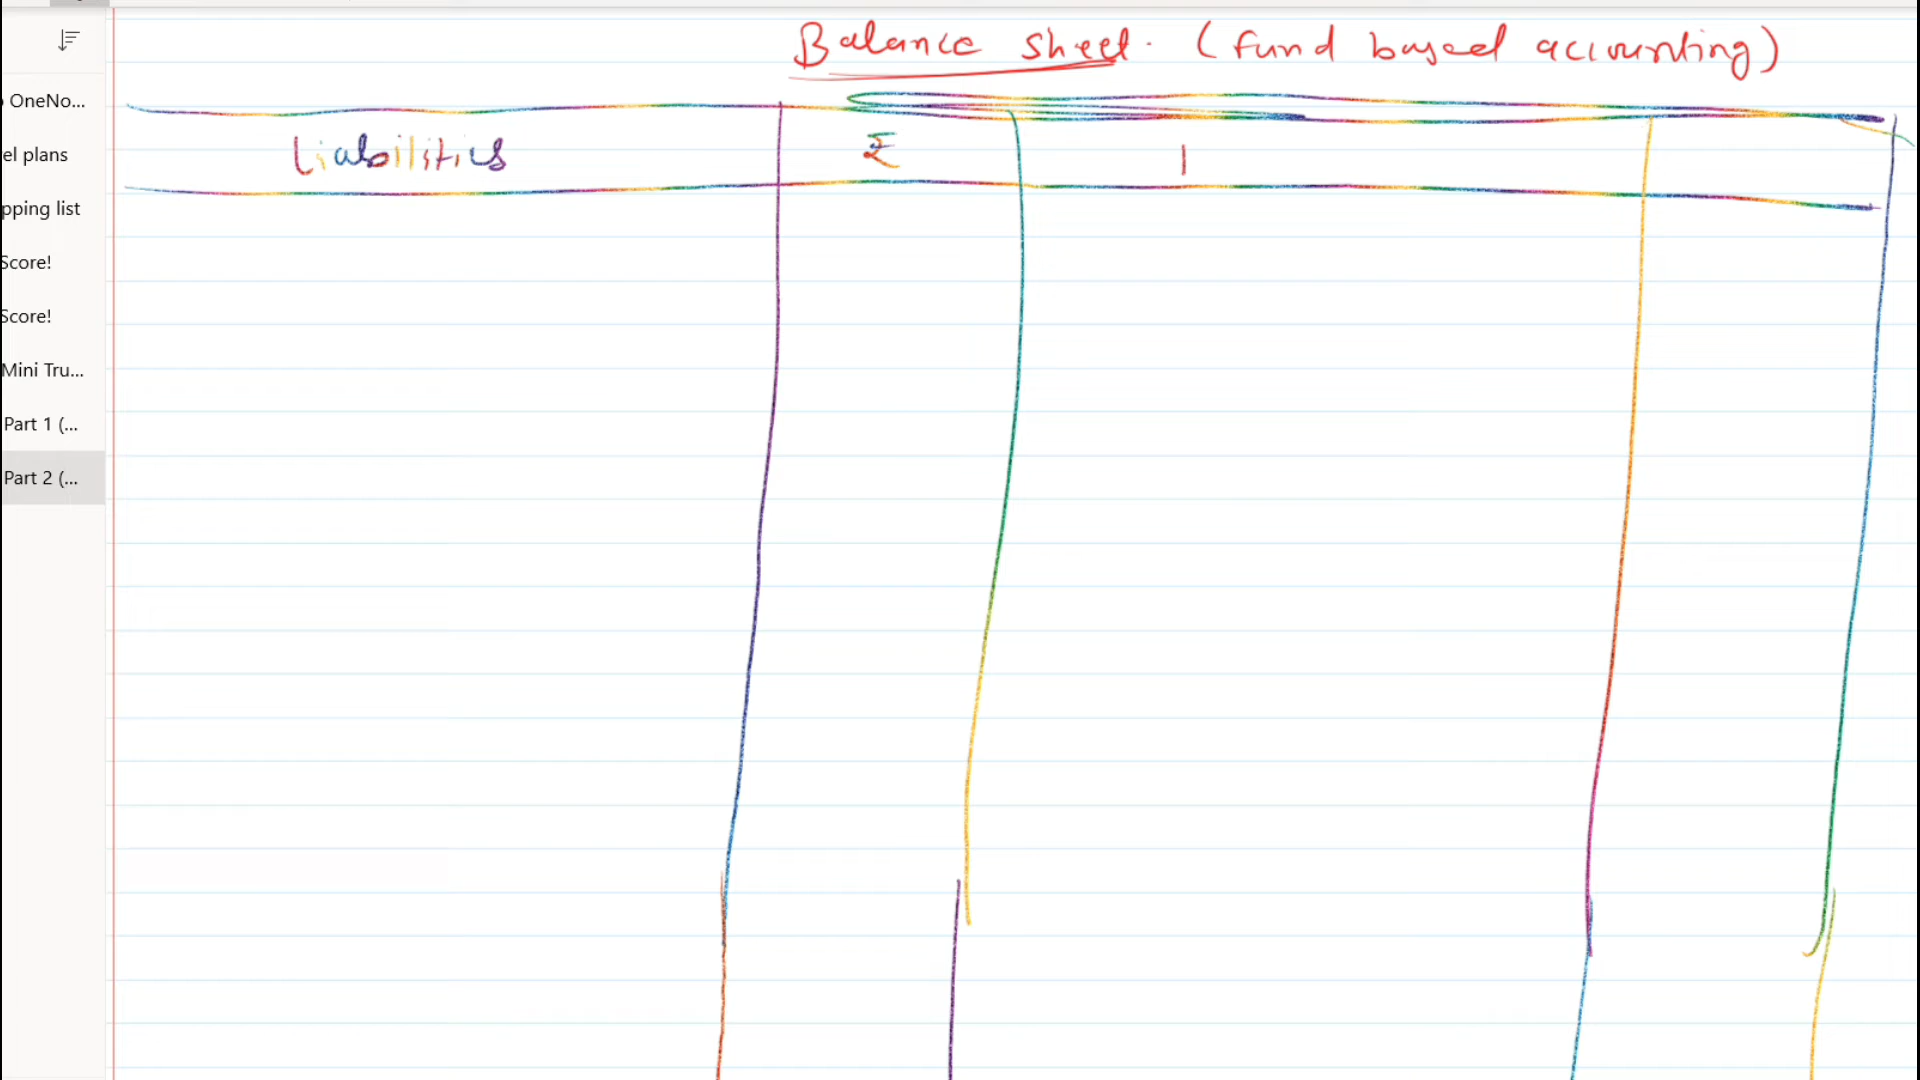 Balance sheet. (fund based accounting)
Liabilities ₹
OneNo...
el plans
pping list
Score!
Score!
Mini Tru...
Part 1 (...
Part 2 (...